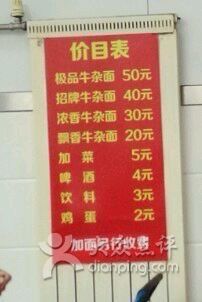 价目表
极品牛杂面 50元
招牌牛杂面 40元
浓香牛杂面 30元
飘香牛杂面 20元
加菜 5元
啤酒 4元
饮料 3元
鸡蛋 2元
加面另行收费
大众点评
dianping.com